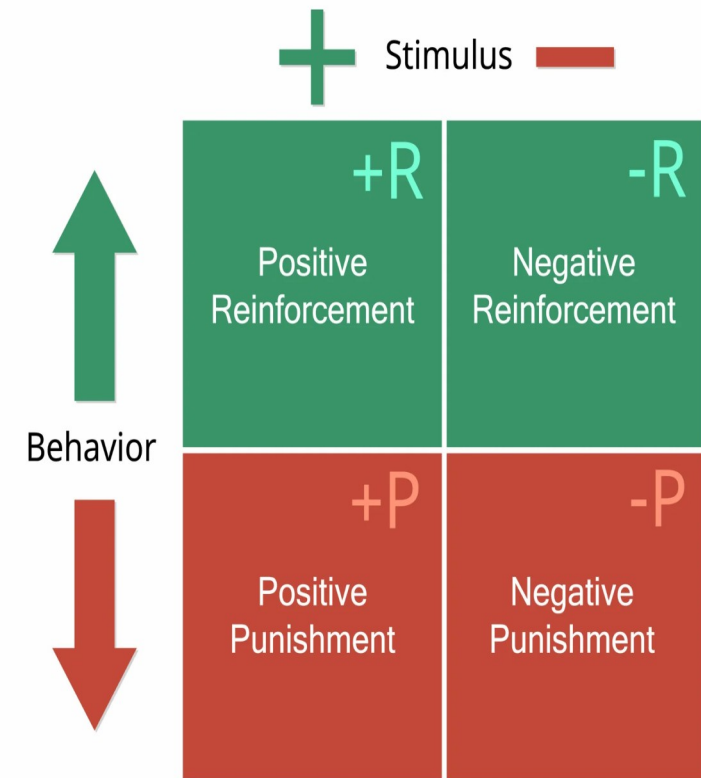 Stimulus
+R
-R
Positive
Reinforcement
Negative
Reinforcement
Behavior
+P
-P
Positive
Punishment
Negative
Punishment